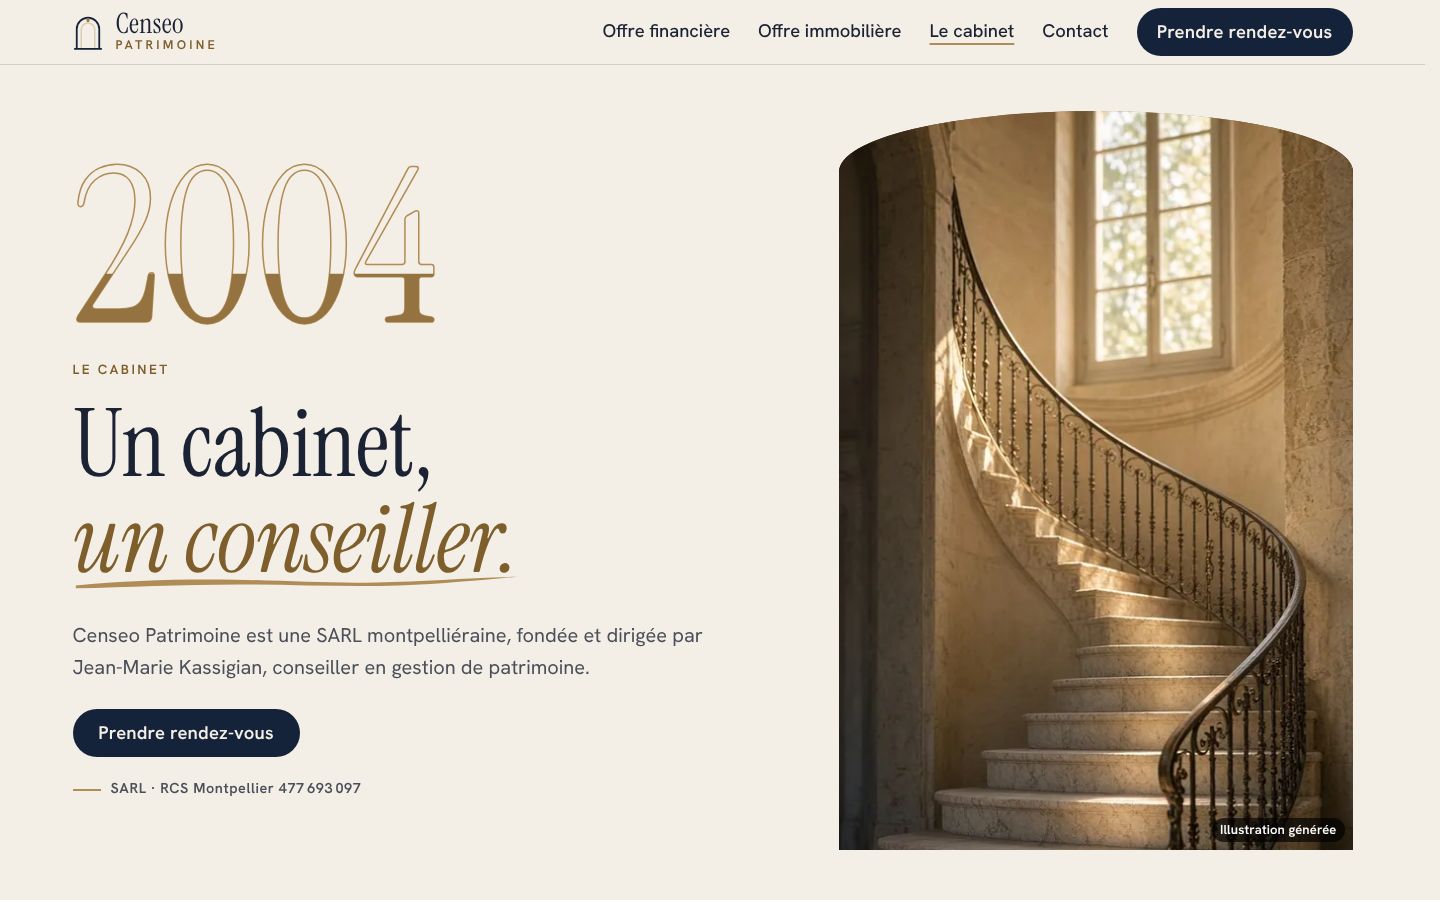 Censeo
PATRIMOINE
Offre financière
Offre immobilière
Le cabinet
Contact
Prendre rendez-vous
2004
LE CABINET
Un cabinet,
un conseiller.
Censeo Patrimoine est une SARL montpelliéraine, fondée et dirigée par
Jean-Marie Kassigian, conseiller en gestion de patrimoine.
Prendre rendez-vous
SARL · RCS Montpellier 477 693 097
Illustration générée